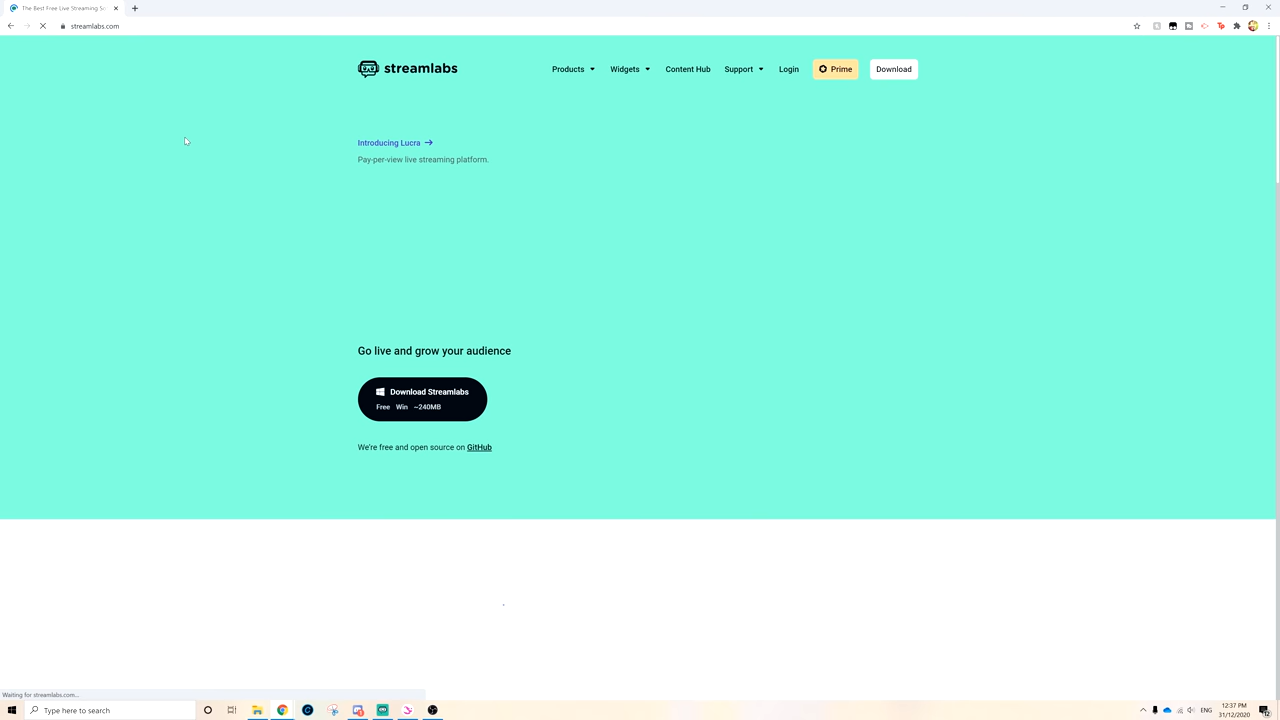 The Best Free Live Streaming So
streamlabs.com
streamlabs
Products
Widgets
Content Hub
Support
Login
Prime
Download
Introducing Lucra →
Pay-per-view live streaming platform.
Go live and grow your audience
Download Streamlabs
Free Win ~240MB
We're free and open source on GitHub
Waiting for streamlabs.com...
Type here to search
ENG
12:37 PM
31/12/2020